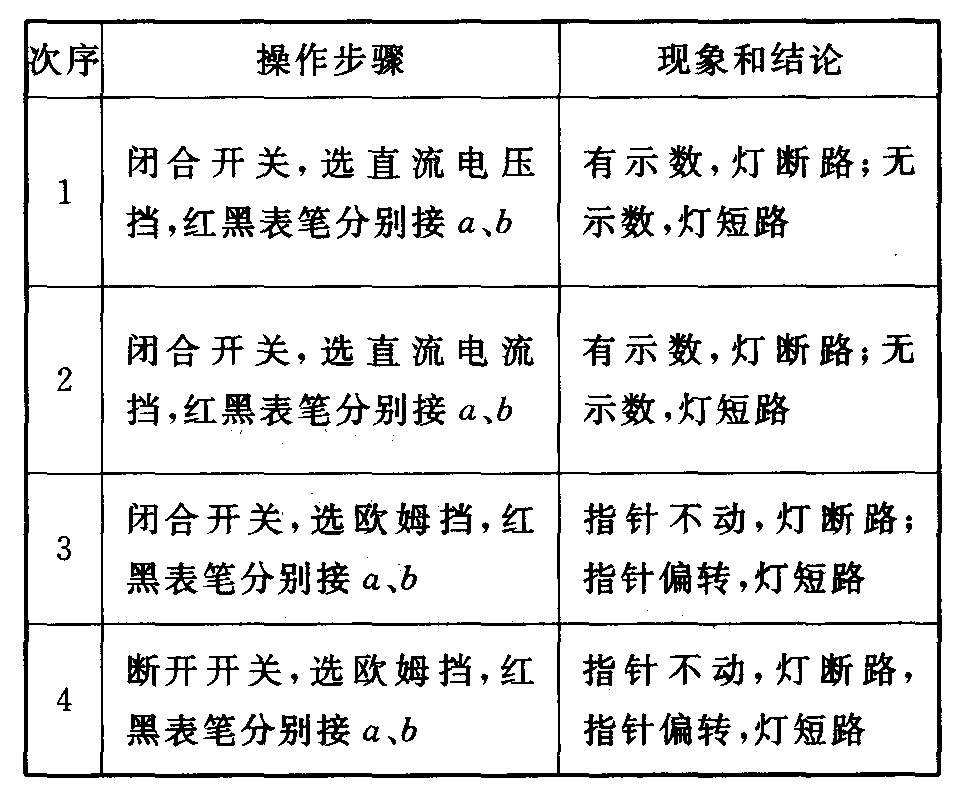 次序 操作步骤 现象和结论
1 闭合开关,选直流电压 有示数,灯断路;无
挡,红黑表笔分别接 a、b 示数,灯短路
2 闭合开关,选直流电流 有示数,灯断路;无
挡,红黑表笔分别接 a、b 示数,灯短路
3 闭合开关,选欧姆挡,红 指针不动,灯断路;
黑表笔分别接 a、b 指针偏转,灯短路
4 断开开关,选欧姆挡,红 指针不动,灯断路,
黑表笔分别接 a、b 指针偏转,灯短路